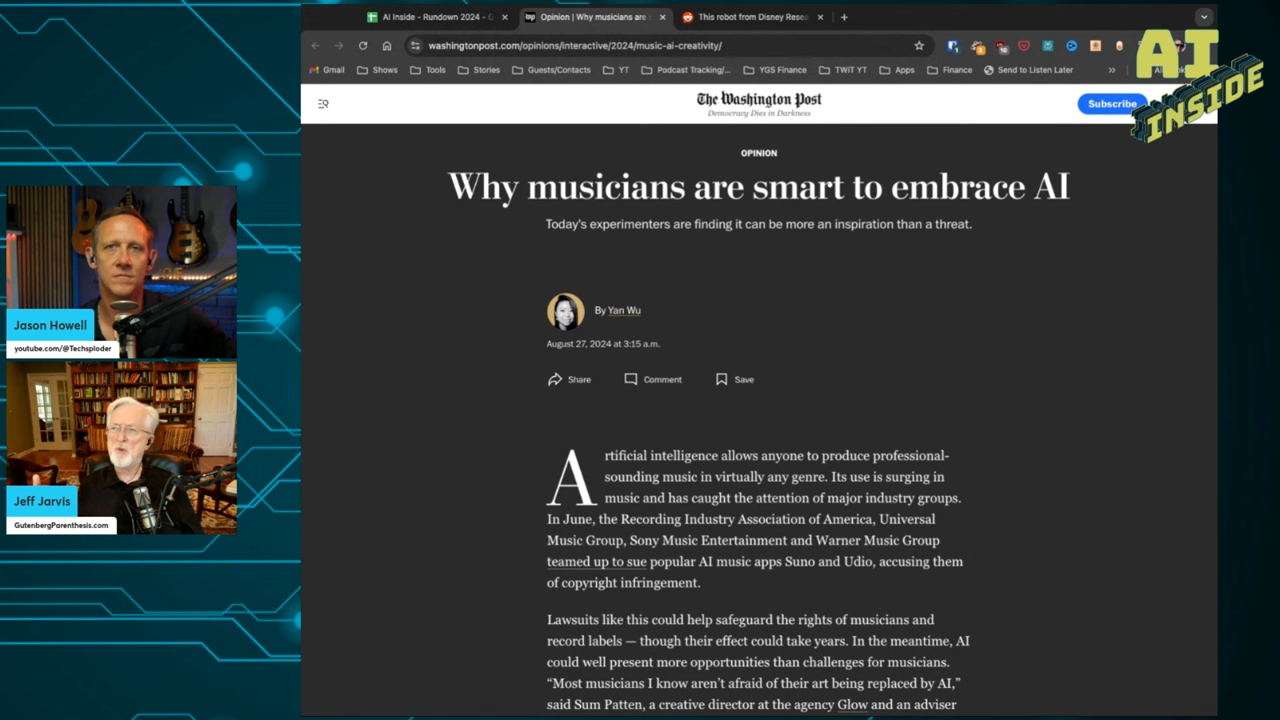 AI Inside - Rundown 2024 -
Opinion | Why musicians are
This robot from Disney Resea
washingtonpost.com/opinions/interactive/2024/music-ai-creativity/
Gmail
Shows
Tools
Stories
Guests/Contacts
YT
Podcast Tracking/...
YGS Finance
TWiT YT
Apps
Finance
Send to Listen Later
AI
INSIDE
The Washington Post
Democracy Dies in Darkness
Subscribe
OPINION
Why musicians are smart to embrace AI
Today's experimenters are finding it can be more an inspiration than a threat.
By Yan Wu
August 27, 2024 at 3:15 a.m.
Share
Comment
Save
Artificial intelligence allows anyone to produce professional-
sounding music in virtually any genre. Its use is surging in
music and has caught the attention of major industry groups.
In June, the Recording Industry Association of America, Universal
Music Group, Sony Music Entertainment and Warner Music Group
teamed up to sue popular AI music apps Suno and Udio, accusing them
of copyright infringement.
Lawsuits like this could help safeguard the rights of musicians and
record labels — though their effect could take years. In the meantime, AI
could well present more opportunities than challenges for musicians.
“Most musicians I know aren’t afraid of their art being replaced by AI,”
said Sum Patten, a creative director at the agency Glow and an adviser
Jason Howell
youtube.com/@Techsploder
Jeff Jarvis
GutenbergParenthesis.com